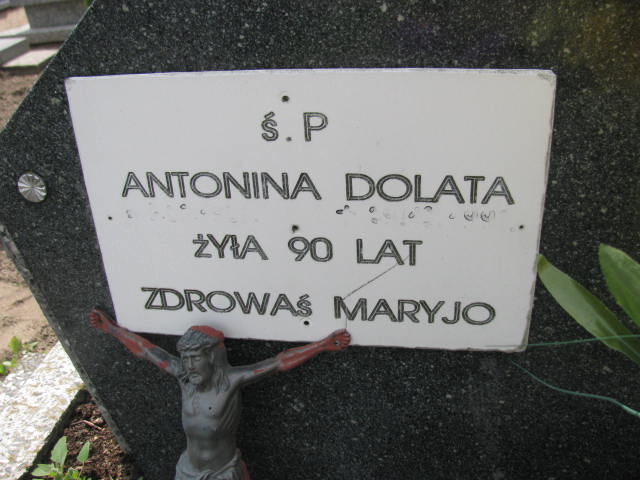 Ś.P
ANTONINA DOLATA
ŻYłA 90 LAT
ZDROWAŚ MARYJO